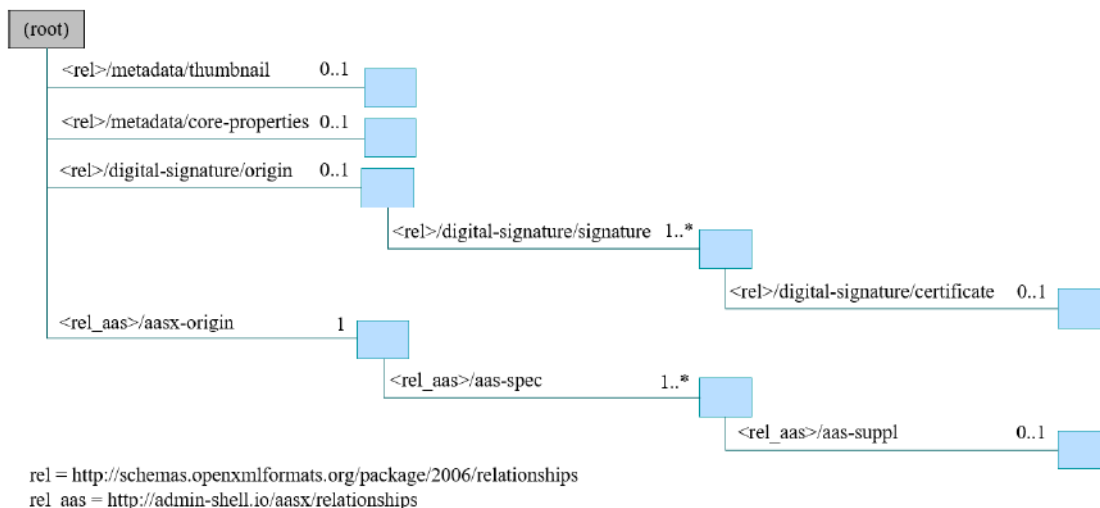 (root)
<rel>/metadata/thumbnail 0..1
<rel>/metadata/core-properties 0..1
<rel>/digital-signature/origin 0..1
<rel>/digital-signature/signature 1..*
<rel>/digital-signature/certificate 0..1
<rel_aas>/aasx-origin 1
<rel_aas>/aas-spec 1..*
<rel_aas>/aas-suppl 0..1
rel = http://schemas.openxmlformats.org/package/2006/relationships
rel_aas = http://admin-shell.io/aasx/relationships